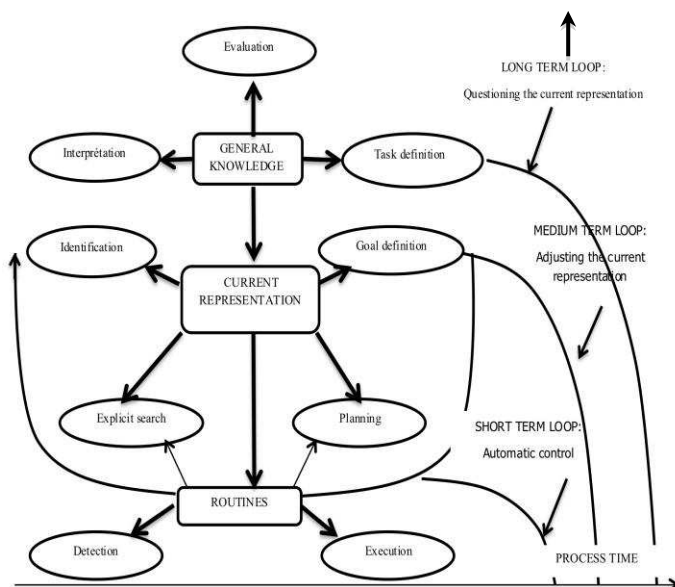 Evaluation
LONG TERM LOOP:
Questioning the current representation
GENERAL
KNOWLEDGE
Interprétation
Task definition
MEDIUM TERM LOOP:
Adjusting the current
representation
Identification
Goal definition
CURRENT
REPRESENTATION
Explicit search
Planning
SHORT TERM LOOP:
Automatic control
ROUTINES
Detection
Execution
PROCESS TIME